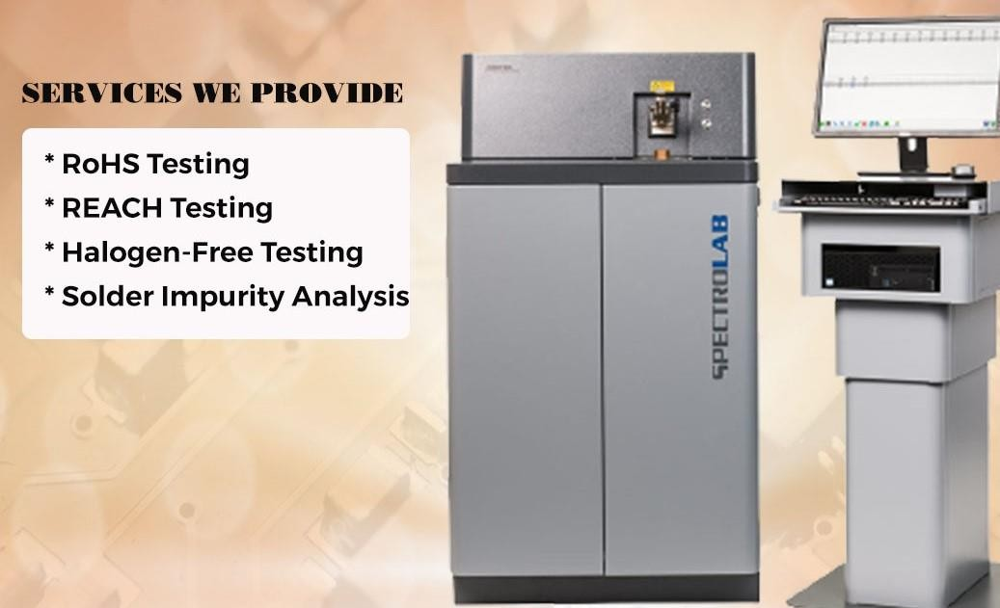 SERVICES WE PROVIDE
* RoHS Testing
* REACH Testing
* Halogen-Free Testing
* Solder Impurity Analysis
SPECTROLAB